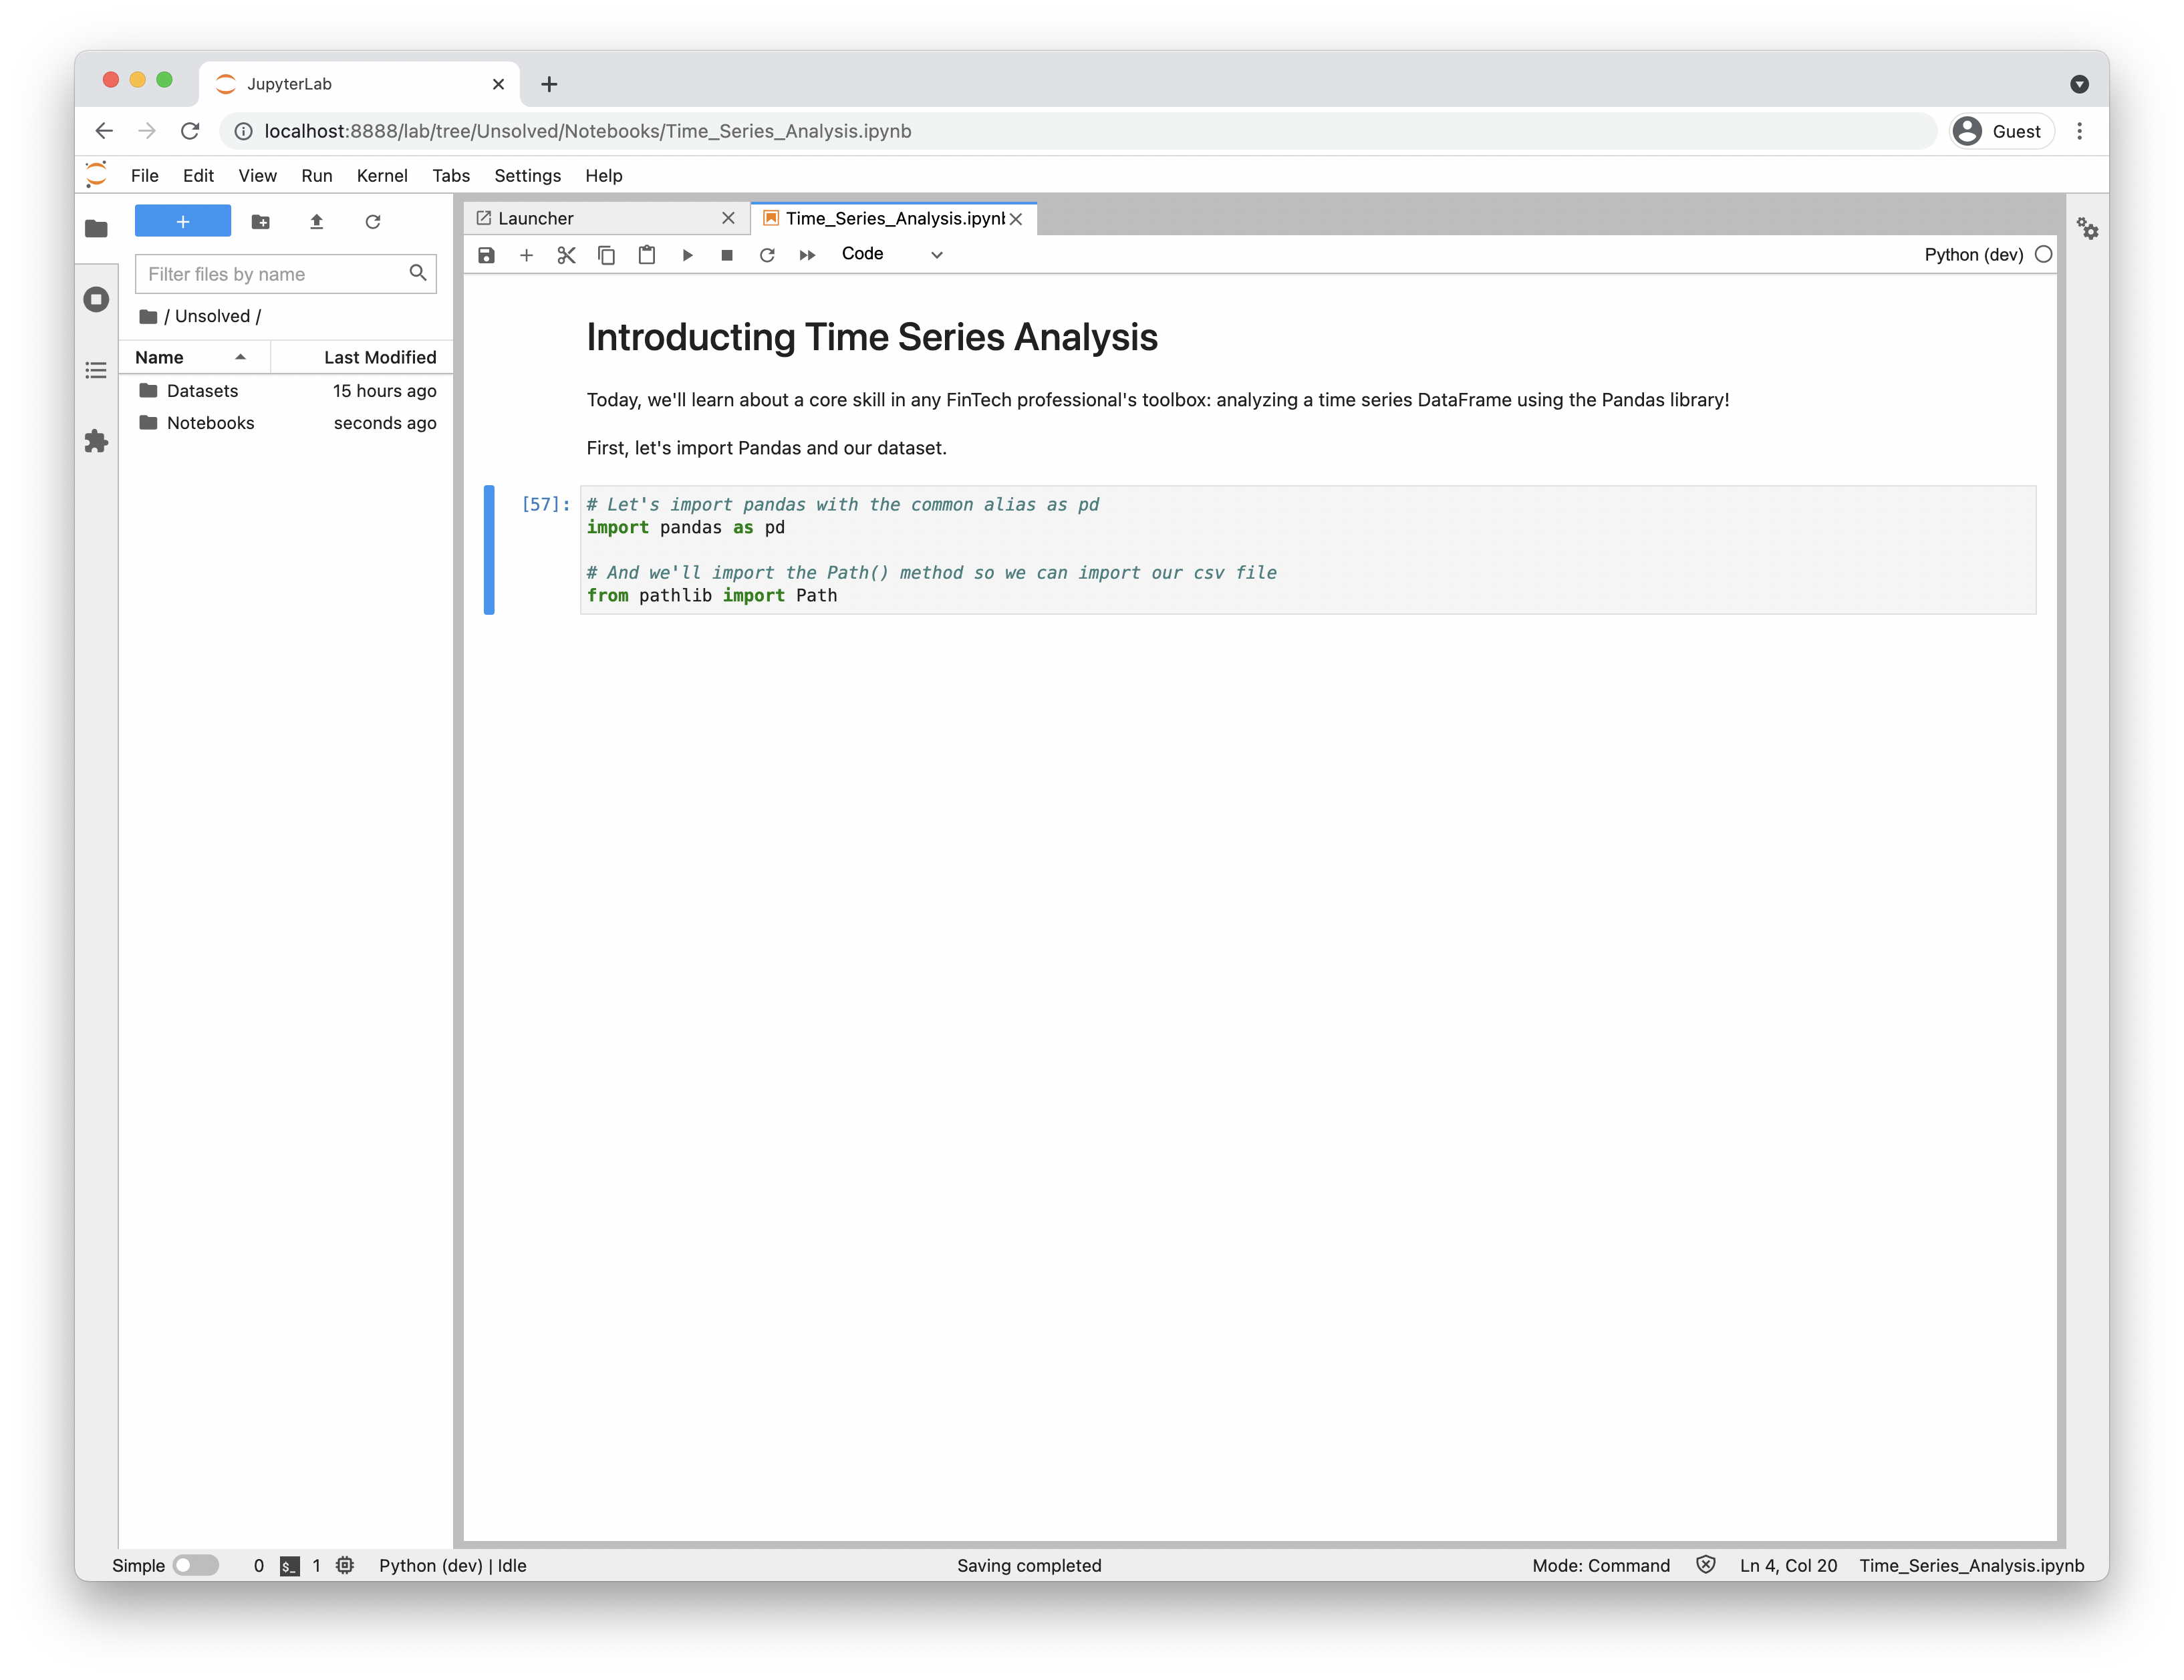 JupyterLab
localhost:8888/lab/tree/Unsolved/Notebooks/Time_Series_Analysis.ipynb
Guest
File Edit View Run Kernel Tabs Settings Help
Launcher
Time_Series_Analysis.ipynb
Code
Python (dev)
Filter files by name
/ Unsolved /
Name Last Modified
Datasets 15 hours ago
Notebooks seconds ago
Introducting Time Series Analysis
Today, we'll learn about a core skill in any FinTech professional's toolbox: analyzing a time series DataFrame using the Pandas library!
First, let's import Pandas and our dataset.
[57]: # Let's import pandas with the common alias as pd
import pandas as pd
# And we'll import the Path() method so we can import our csv file
from pathlib import Path
Simple 0 $_ 1 Python (dev) | Idle Saving completed Mode: Command Ln 4, Col 20 Time_Series_Analysis.ipynb